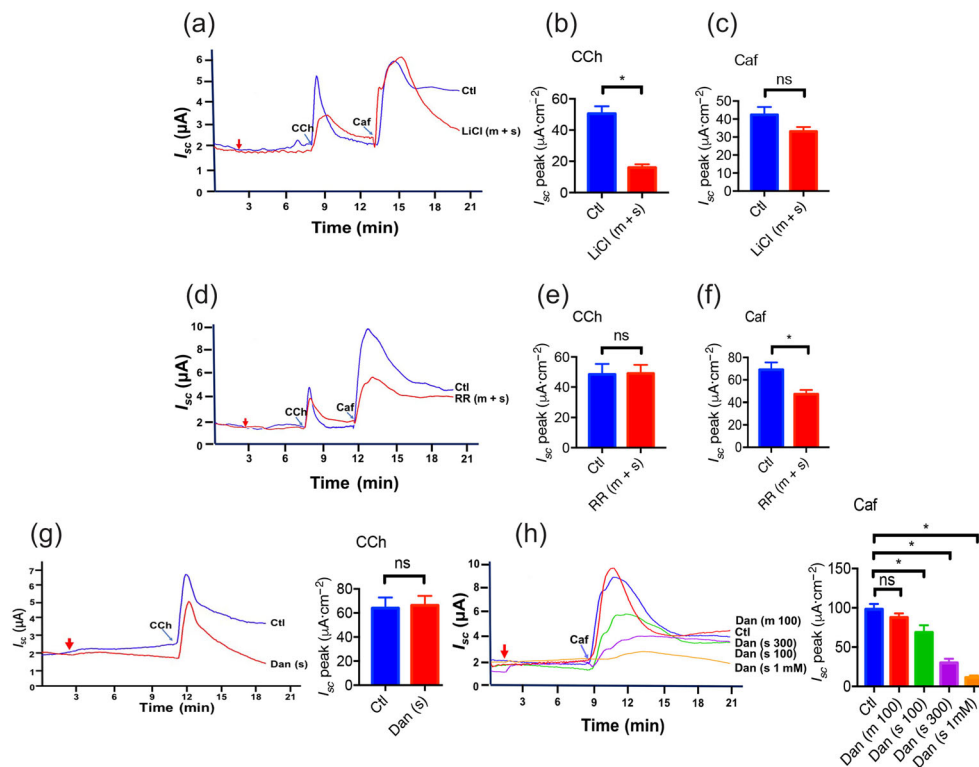 (a)
6
5
4
3
2
1
0
Isc (µA)
CCh
Caf
Ctl
LiCl (m + s)
3 6 9 12 15 18 20
Time (min)
(b)
CCh
*
60
40
20
0
Isc peak (µA·cm−2)
Ctl
LiCl (m + s)
(c)
Caf
ns
60
40
20
0
Isc peak (µA·cm−2)
Ctl
LiCl (m + s)
(d)
10
8
6
4
2
0
Isc (µA)
CCh
Caf
Ctl
RR (m + s)
3 6 9 12 15 18 20
Time (min)
(e)
CCh
ns
60
40
20
0
Isc peak (µA·cm−2)
Ctl
RR (m + s)
(f)
Caf
*
80
60
40
20
0
Isc peak (µA·cm−2)
Ctl
RR (m + s)
(g)
7
6
5
4
3
2
1
0
Isc (µA)
CCh
Ctl
Dan (s)
3 6 9 12 15 18 20
Time (min)
CCh
ns
80
60
40
20
0
Isc peak (µA·cm−2)
Ctl
Dan (s)
(h)
10
8
6
4
2
0
Isc (µA)
Caf
Dan (m 100)
Ctl
Dan (s 300)
Dan (s 100)
Dan (s 1 mM)
3 6 9 12 15 18 21
Time (min)
Caf
*
*
*
ns
150
100
50
0
Isc peak (µA·cm−2)
Ctl
Dan (m 100)
Dan (s 100)
Dan (s 300)
Dan (s 1mM)